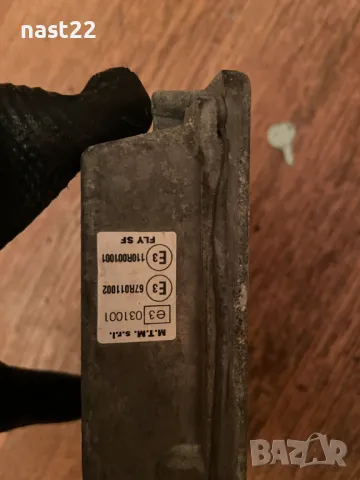 nast22
M.T.M. s.r.l.
e3 031001
E3 67R011002
E3 110R001001
FLY SF
BAZAR